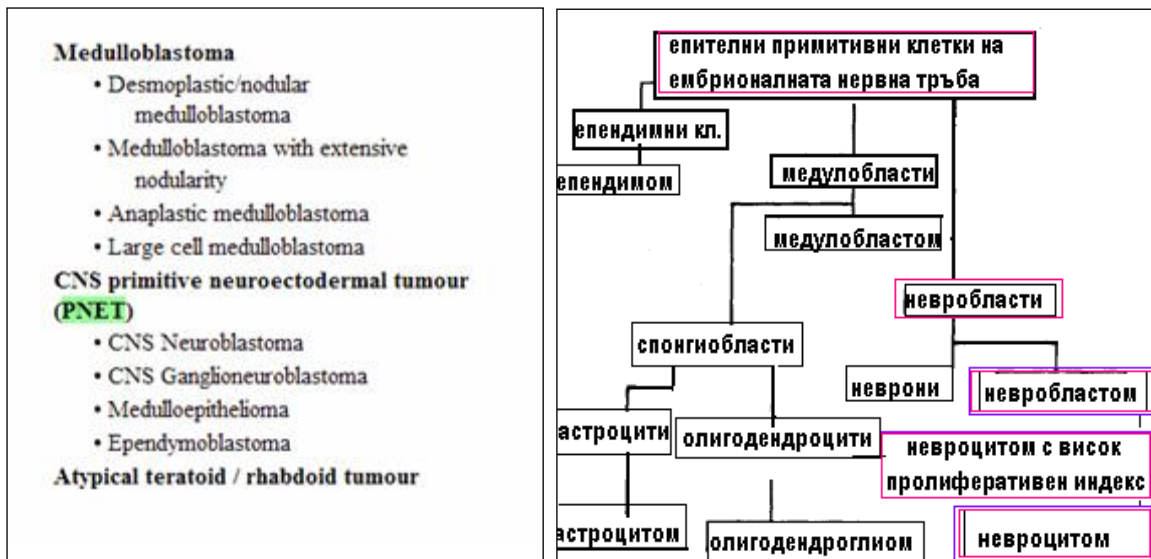 Medulloblastoma
• Desmoplastic/nodular
medulloblastoma
• Medulloblastoma with extensive
nodularity
• Anaplastic medulloblastoma
• Large cell medulloblastoma
CNS primitive neuroectodermal tumour
(PNET)
• CNS Neuroblastoma
• CNS Ganglioneuroblastoma
• Medulloepithelioma
• Ependymoblastoma
Atypical teratoid / rhabdoid tumour
епителни примитивни клетки на
ембрионалната нервна тръба
епендимни кл.
епендимом
медулобласти
медулобластом
невробласти
спонгиобласти
неврони
невробластом
астроцити
олигодендроцити
невроцитом с висок
пролиферативен индекс
астроцитом
олигодендроглиом
невроцитом